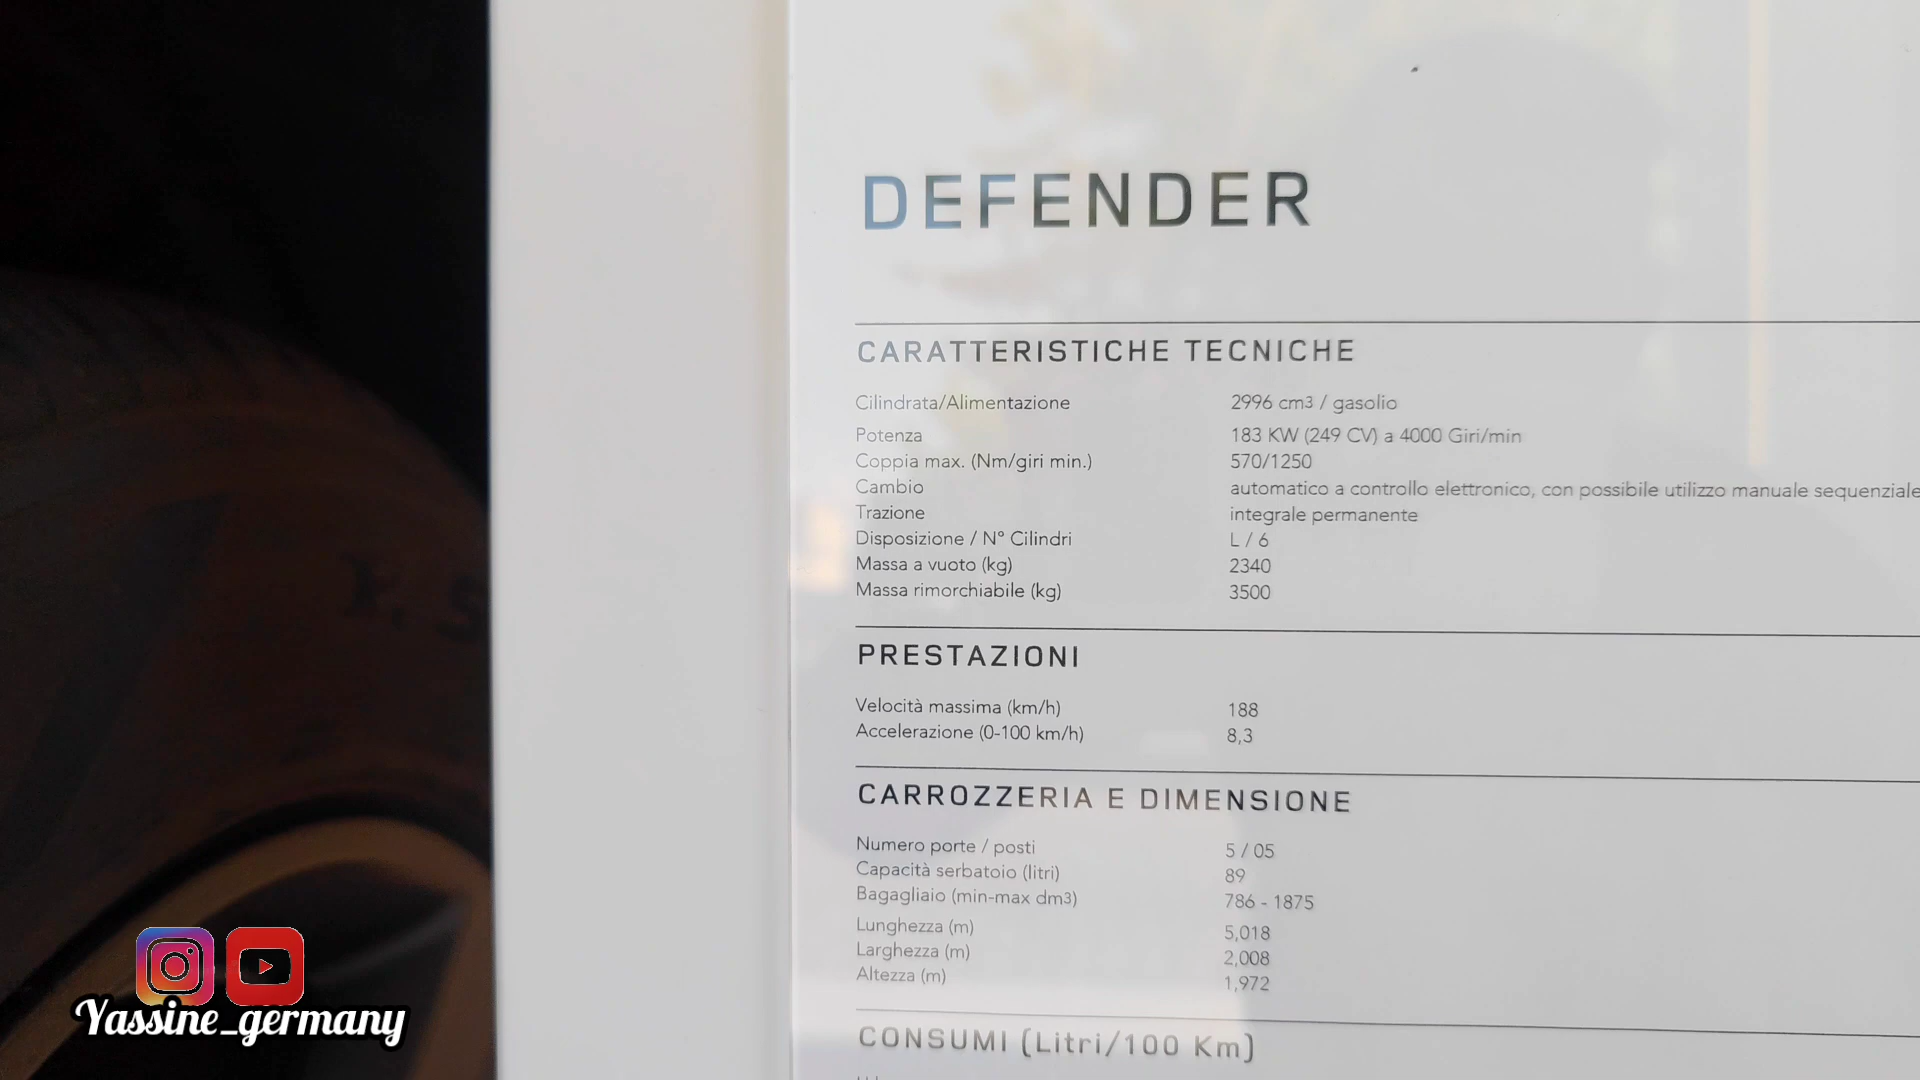 DEFENDER
CARATTERISTICHE TECNICHE
Cilindrata/Alimentazione 2996 cm3 / gasolio
Potenza 183 KW (249 CV) a 4000 Giri/min
Coppia max. (Nm/giri min.) 570/1250
Cambio automatico a controllo elettronico, con possibile utilizzo manuale sequenziale
Trazione integrale permanente
Disposizione / N° Cilindri L / 6
Massa a vuoto (kg) 2340
Massa rimorchiabile (kg) 3500
PRESTAZIONI
Velocità massima (km/h) 188
Accelerazione (0-100 km/h) 8,3
CARROZZERIA E DIMENSIONE
Numero porte / posti 5 / 05
Capacità serbatoio (litri) 89
Bagagliaio (min-max dm3) 786 - 1875
Lunghezza (m) 5,018
Larghezza (m) 2,008
Altezza (m) 1,972
CONSUMI (Litri/100 Km)
Yassine_germany